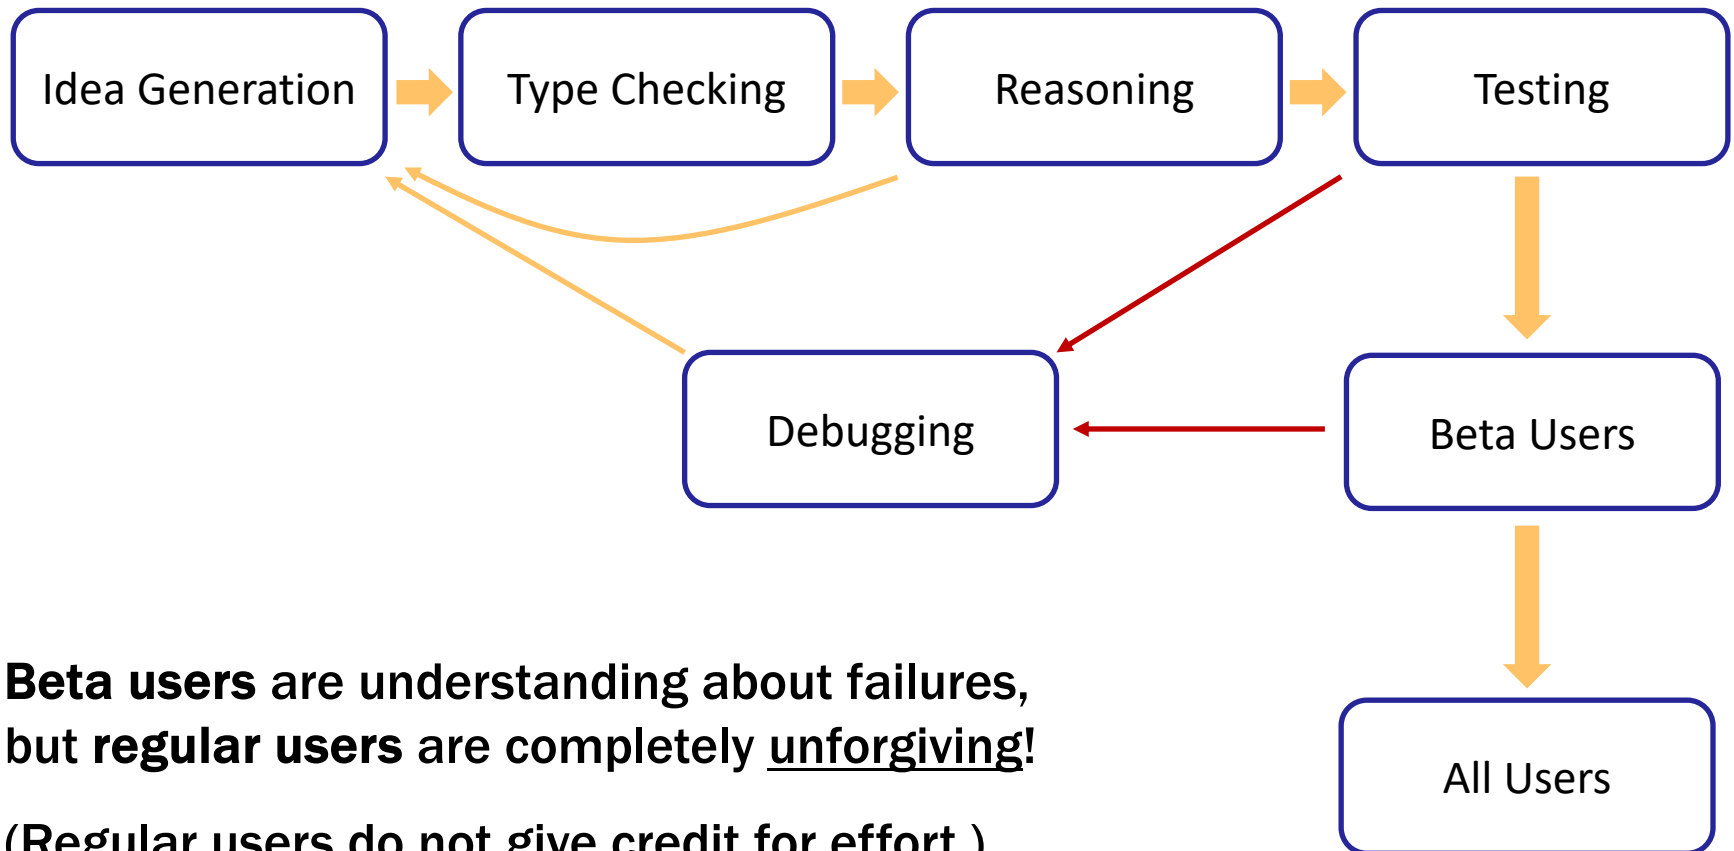 Idea Generation
Type Checking
Reasoning
Testing
Debugging
Beta Users
Beta users are understanding about failures,
but regular users are completely unforgiving!
All Users
(Regular users do not give credit for effort.)